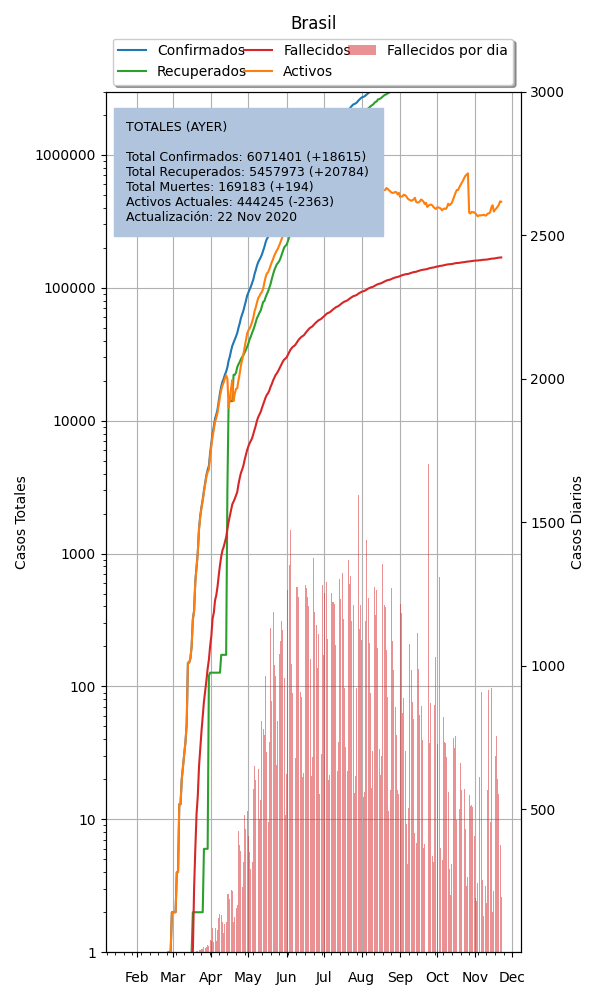 Brasil
Confirmados
Recuperados
Fallecidos
Activos
Fallecidos por dia
TOTALES (AYER)
Total Confirmados: 6071401 (+18615)
Total Recuperados: 5457973 (+20784)
Total Muertes: 169183 (+194)
Activos Actuales: 444245 (-2363)
Actualización: 22 Nov 2020
Casos Totales
1000000
100000
10000
1000
100
10
1
3000
2500
2000
1500
1000
500
Casos Diarios
Feb Mar Apr May Jun Jul Aug Sep Oct Nov Dec